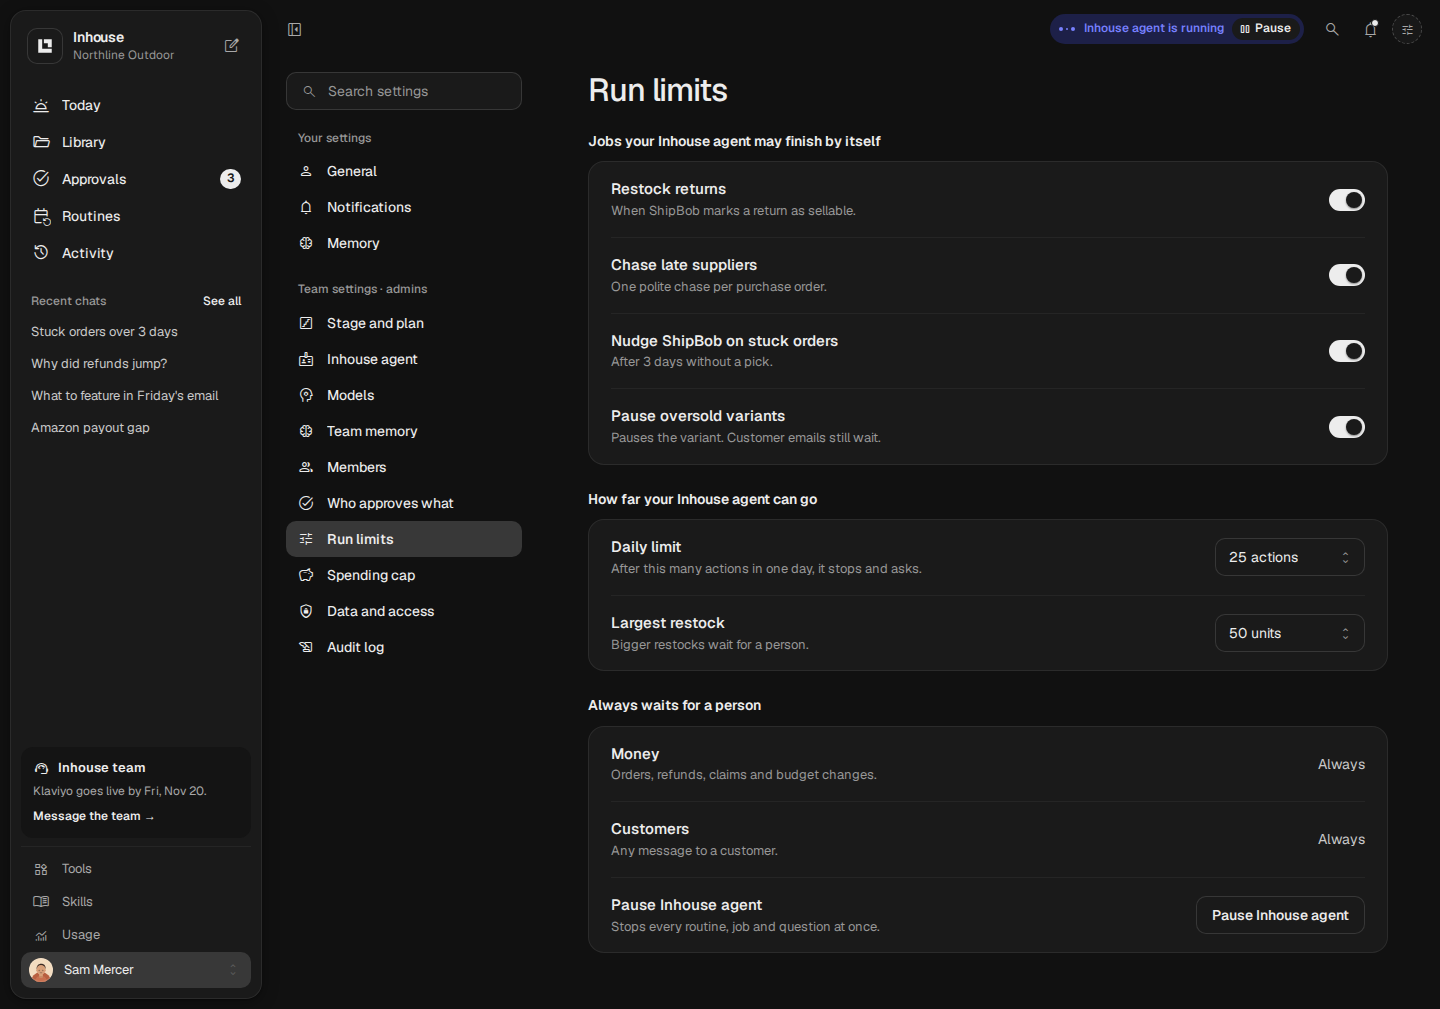 Inhouse
Northline Outdoor
Today
Library
Approvals
3
Routines
Activity
Recent chats
See all
Stuck orders over 3 days
Why did refunds jump?
What to feature in Friday's email
Amazon payout gap
Inhouse team
Klaviyo goes live by Fri, Nov 20.
Message the team →
Tools
Skills
Usage
Sam Mercer
Search settings
Your settings
General
Notifications
Memory
Team settings · admins
Stage and plan
Inhouse agent
Models
Team memory
Members
Who approves what
Run limits
Spending cap
Data and access
Audit log
Inhouse agent is running
Pause
Run limits
Jobs your Inhouse agent may finish by itself
Restock returns
When ShipBob marks a return as sellable.
Chase late suppliers
One polite chase per purchase order.
Nudge ShipBob on stuck orders
After 3 days without a pick.
Pause oversold variants
Pauses the variant. Customer emails still wait.
How far your Inhouse agent can go
Daily limit
After this many actions in one day, it stops and asks.
25 actions
Largest restock
Bigger restocks wait for a person.
50 units
Always waits for a person
Money
Orders, refunds, claims and budget changes.
Always
Customers
Any message to a customer.
Always
Pause Inhouse agent
Stops every routine, job and question at once.
Pause Inhouse agent